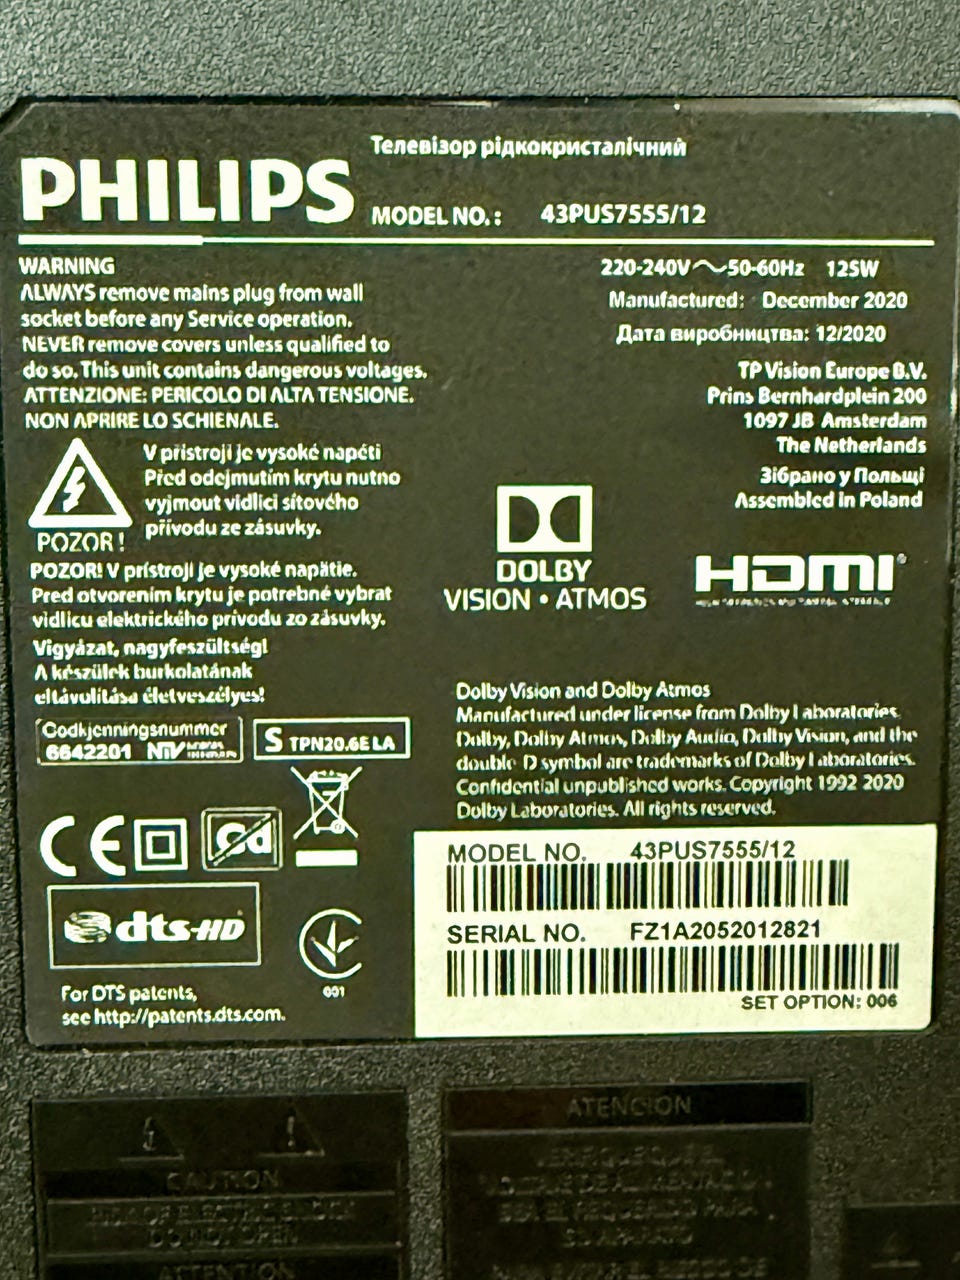 PHILIPS
Телевізор рідкокристалічний
MODEL NO.: 43PUS7555/12
WARNING
ALWAYS remove mains plug from wall
socket before any Service operation.
NEVER remove covers unless qualified to
do so. This unit contains dangerous voltages.
ATTENZIONE: PERICOLO DI ALTA TENSIONE.
NON APRIRE LO SCHIENALE.
V přístroji je vysoké napětí
Před odejmutím krytu nutno
vyjmout vidlici síťového
přívodu ze zásuvky.
POZOR!
POZOR! V prístroji je vysoké napätie.
Pred otvorením krytu je potrebné vybrat
vidlicu elektrického prívodu zo zásuvky.
Vigyázat, nagyfeszültség!
A készülék burkolatának
eltávolítása életveszélyes!
220-240V~50-60Hz 125W
Manufactured: December 2020
Дата виробництва: 12/2020
TP Vision Europe B.V.
Prins Bernhardplein 200
1097 JB Amsterdam
The Netherlands
Зібрано у Польщі
Assembled in Poland
DOLBY
VISION • ATMOS
HDMI®
Dolby Vision and Dolby Atmos
Manufactured under license from Dolby Laboratories.
Dolby, Dolby Atmos, Dolby Audio, Dolby Vision, and the
double-D symbol are trademarks of Dolby Laboratories.
Confidential unpublished works. Copyright 1992-2020
Dolby Laboratories. All rights reserved.
Godkjenningsnummer
6642201 NTV
S TPN20.6E LA
CE
Cd
dts-HD
001
For DTS patents,
see http://patents.dts.com.
MODEL NO. 43PUS7555/12
SERIAL NO. FZ1A2052012821
SET OPTION: 006
CAUTION
DO NOT OPEN
ATTENTION
ATENCION